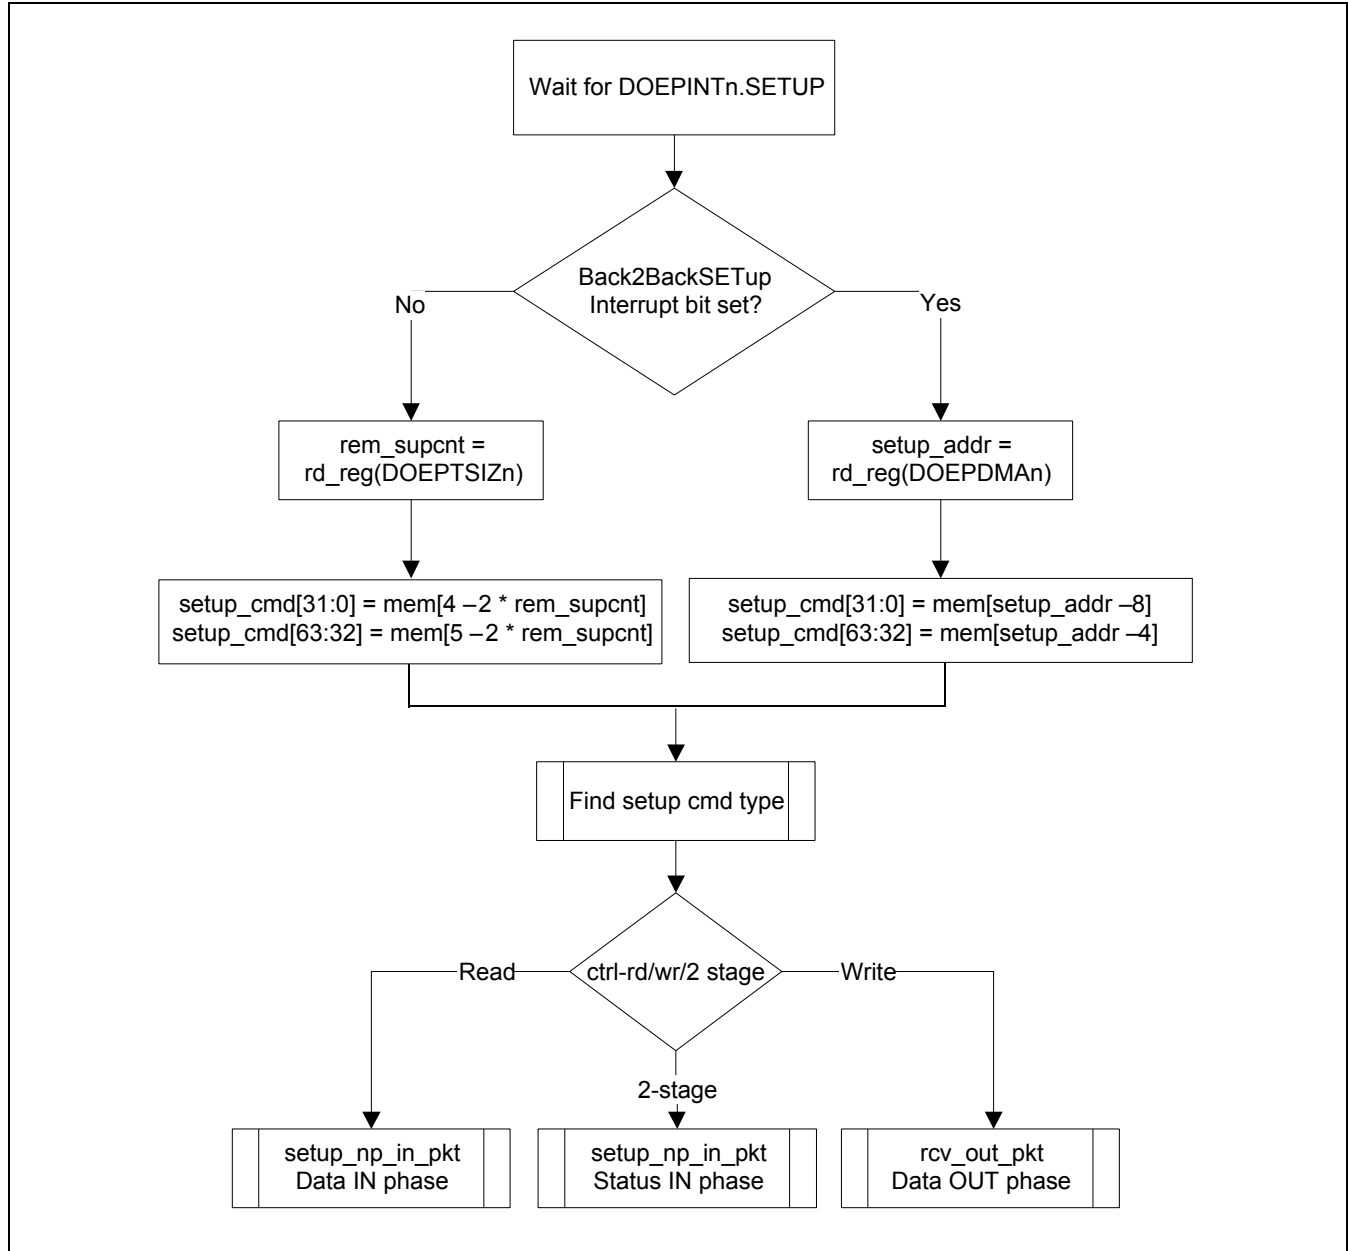 Wait for DOEPINTn.SETUP
Back2BackSETup
Interrupt bit set?
No
Yes
rem_supcnt =
rd_reg(DOEPTSIZn)
setup_addr =
rd_reg(DOEPDMAn)
setup_cmd[31:0] = mem[4 – 2 * rem_supcnt]
setup_cmd[63:32] = mem[5 – 2 * rem_supcnt]
setup_cmd[31:0] = mem[setup_addr –8]
setup_cmd[63:32] = mem[setup_addr –4]
Find setup cmd type
Read
ctrl-rd/wr/2 stage
Write
2-stage
setup_np_in_pkt
Data IN phase
setup_np_in_pkt
Status IN phase
rcv_out_pkt
Data OUT phase